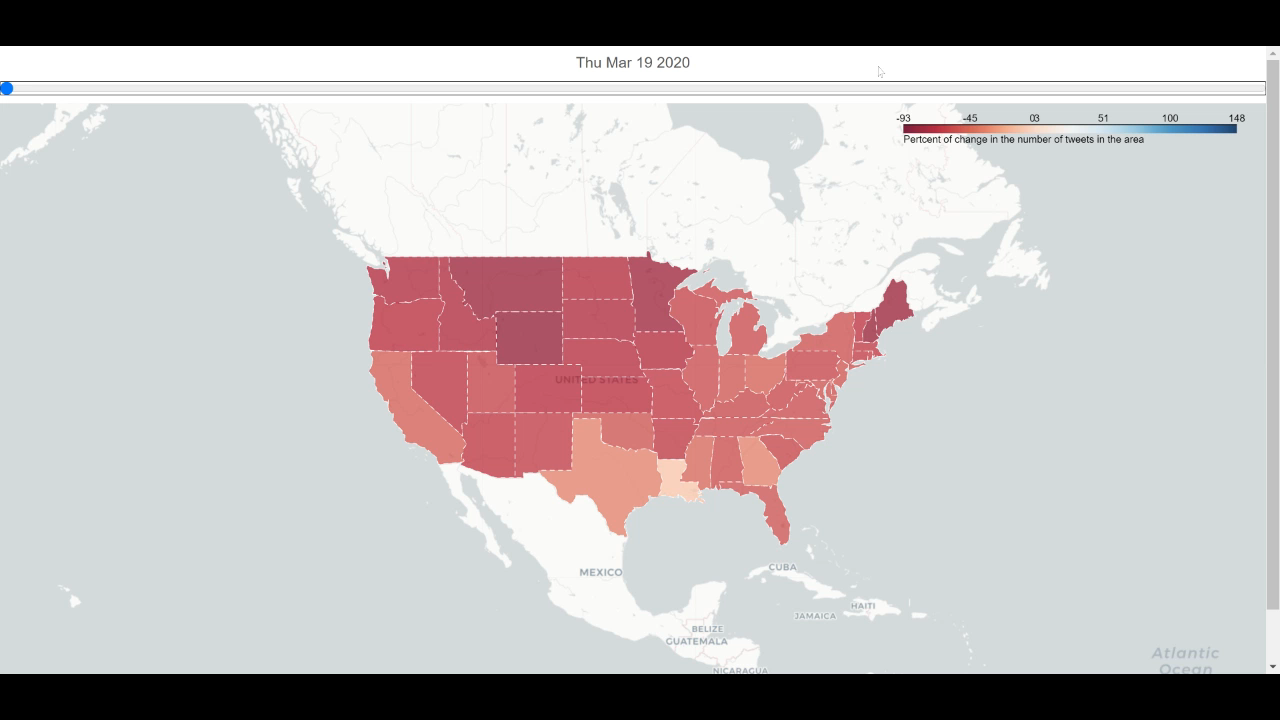 Thu Mar 19 2020
-93 -45 03 51 100 148
Pertcent of change in the number of tweets in the area
UNITED STATES
MEXICO
CUBA
HAITI
JAMAICA
BELIZE
GUATEMALA
NICARAGUA
Atlantic
Ocean